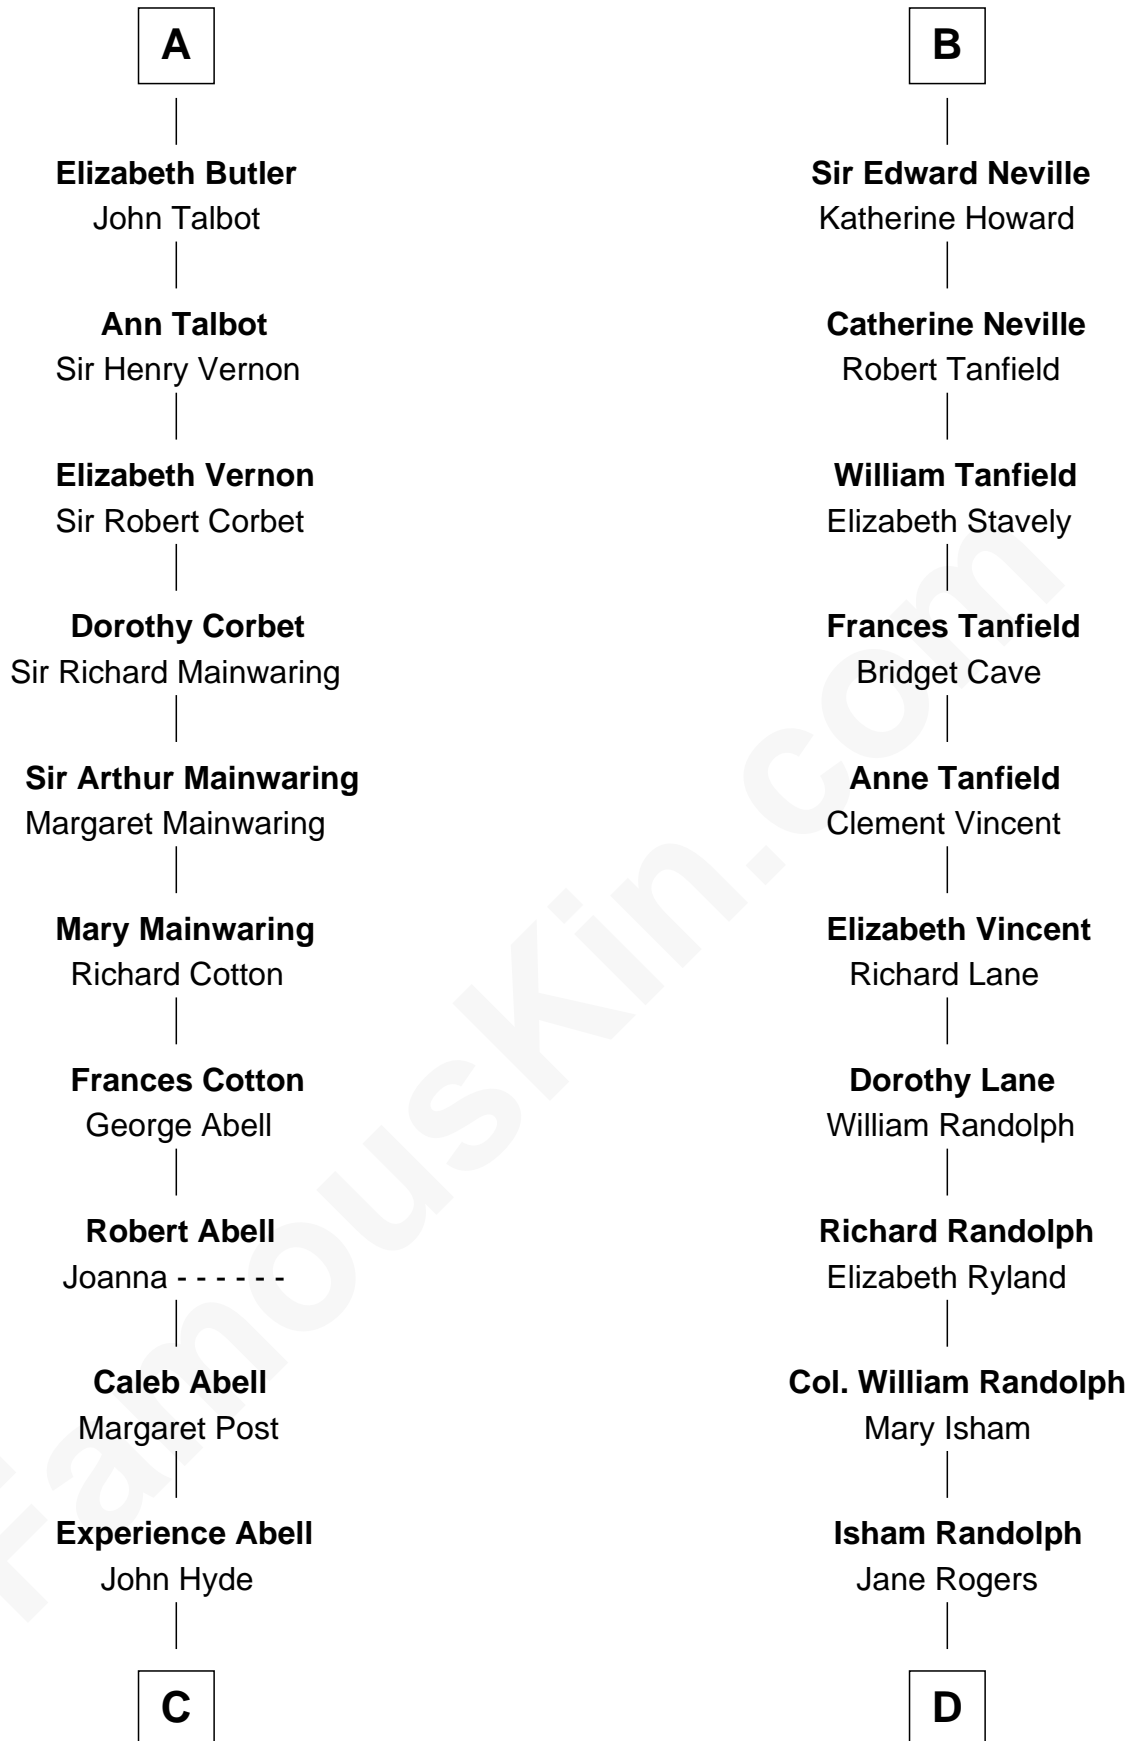 A
Elizabeth Butler
John Talbot
Ann Talbot
Sir Henry Vernon
Elizabeth Vernon
Sir Robert Corbet
Dorothy Corbet
Sir Richard Mainwaring
Sir Arthur Mainwaring
Margaret Mainwaring
Mary Mainwaring
Richard Cotton
Frances Cotton
George Abell
Robert Abell
Joanna - - - - - -
Caleb Abell
Margaret Post
Experience Abell
John Hyde
C
B
Sir Edward Neville
Katherine Howard
Catherine Neville
Robert Tanfield
William Tanfield
Elizabeth Stavely
Frances Tanfield
Bridget Cave
Anne Tanfield
Clement Vincent
Elizabeth Vincent
Richard Lane
Dorothy Lane
William Randolph
Richard Randolph
Elizabeth Ryland
Col. William Randolph
Mary Isham
Isham Randolph
Jane Rogers
D
FamousKin.com